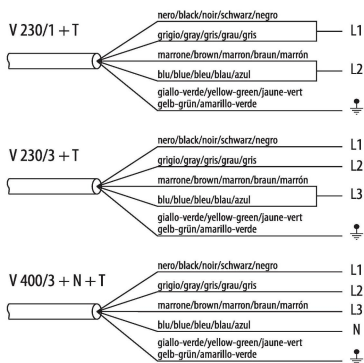 V 230/1 + T
nero/black/noir/schwarz/negro
grigio/gray/gris/grau/gris
L1
marrone/brown/marron/braun/marrón
blu/blue/bleu/blau/azul
L2
giallo-verde/yellow-green/jaune-vert
gelb-grün/amarillo-verde
V 230/3 + T
nero/black/noir/schwarz/negro
L1
grigio/gray/gris/grau/gris
L2
marrone/brown/marron/braun/marrón
blu/blue/bleu/blau/azul
L3
giallo-verde/yellow-green/jaune-vert
gelb-grün/amarillo-verde
V 400/3 + N + T
nero/black/noir/schwarz/negro
L1
grigio/gray/gris/grau/gris
L2
marrone/brown/marron/braun/marrón
L3
blu/blue/bleu/blau/azul
N
giallo-verde/yellow-green/jaune-vert
gelb-grün/amarillo-verde